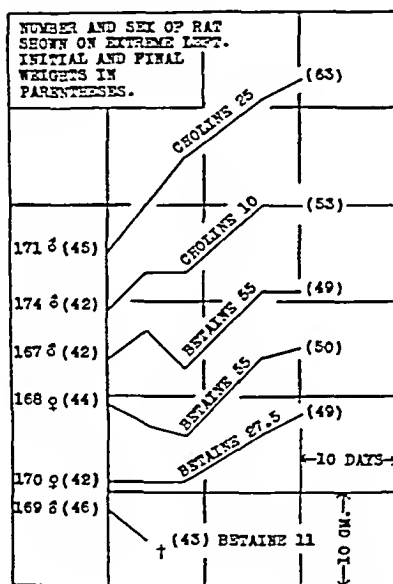 NUMBER AND SEX OF RAT
SHOWN ON EXTREME LEFT.
INITIAL AND FINAL
WEIGHTS IN
PARENTHESES.
(63)
CHOLINE 25
171 ♂ (45)
CHOLINE 10
(53)
174 ♂ (42)
167 ♂ (42)
BETAINE 55
(49)
168 ♀ (44)
BETAINE 55
(50)
170 ♀ (42)
BETAINE 27.5
(49)
←10 DAYS→
169 ♂ (46)
† (43) BETAINE 11
10 GM.